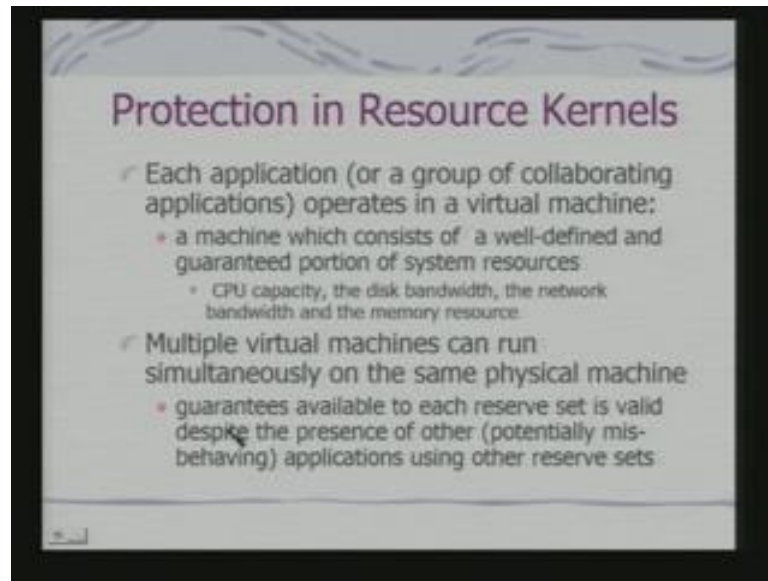 Protection in Resource Kernels
Each application (or a group of collaborating
applications) operates in a virtual machine:
a machine which consists of a well-defined and
guaranteed portion of system resources
CPU capacity, the disk bandwidth, the network
bandwidth and the memory resource
Multiple virtual machines can run
simultaneously on the same physical machine
guarantees available to each reserve set is valid
despite the presence of other (potentially mis-
behaving) applications using other reserve sets